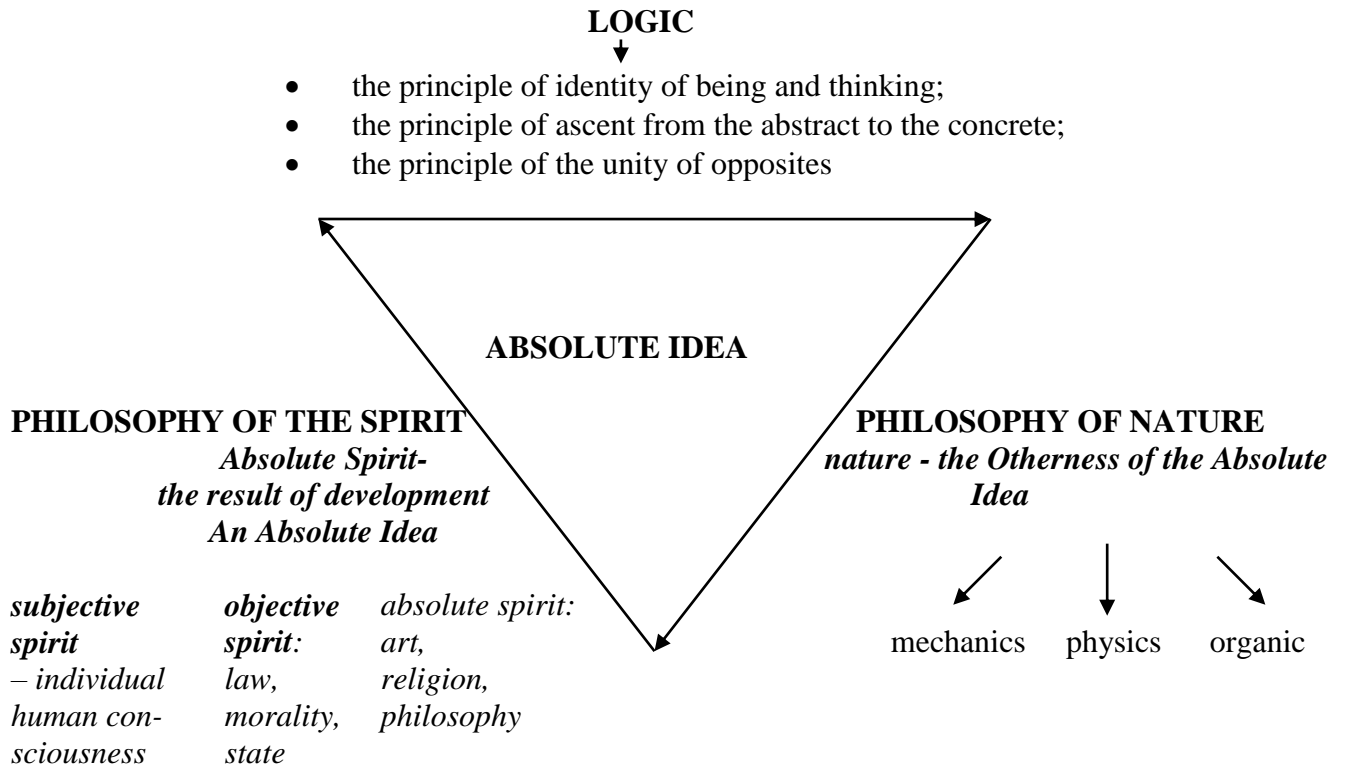 LOGIC
• the principle of identity of being and thinking;
• the principle of ascent from the abstract to the concrete;
• the principle of the unity of opposites
ABSOLUTE IDEA
PHILOSOPHY OF THE SPIRIT
Absolute Spirit-
the result of development
An Absolute Idea
PHILOSOPHY OF NATURE
nature - the Otherness of the Absolute
Idea
subjective
spirit
– individual
human con-
sciousness
objective
spirit:
law,
morality,
state
absolute spirit:
art,
religion,
philosophy
mechanics
physics
organic